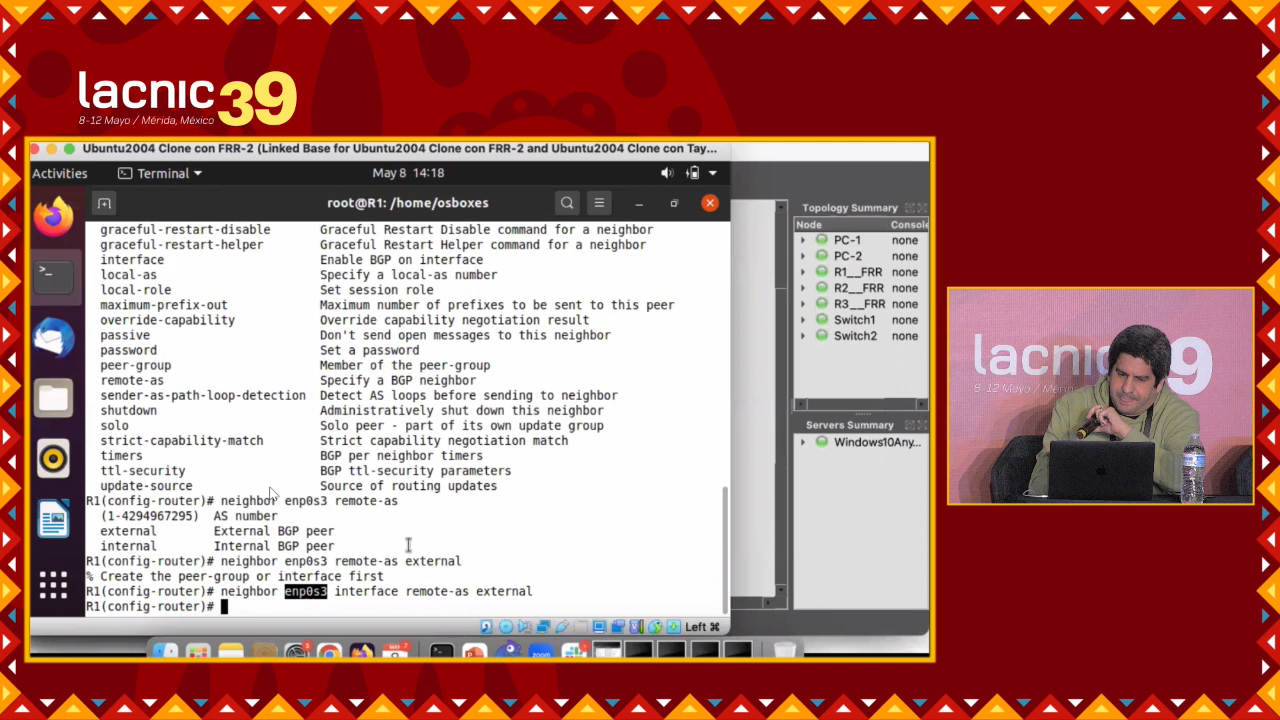 lacnic 39
8-12 Mayo / Mérida, México
Ubuntu2004 Clone con FRR-2 (Linked Base for Ubuntu2004 Clone con FRR-2 and Ubuntu2004 Clone con Tay...
Activities
Terminal
May 8 14:18
root@R1: /home/osboxes
graceful-restart-disable Graceful Restart Disable command for a neighbor
graceful-restart-helper Graceful Restart Helper command for a neighbor
interface Enable BGP on interface
local-as Specify a local-as number
local-role Set session role
maximum-prefix-out Maximum number of prefixes to be sent to this peer
override-capability Override capability negotiation result
passive Don't send open messages to this neighbor
password Set a password
peer-group Member of the peer-group
remote-as Specify a BGP neighbor
sender-as-path-loop-detection Detect AS loops before sending to neighbor
shutdown Administratively shut down this neighbor
solo Solo peer - part of its own update group
strict-capability-match Strict capability negotiation match
timers BGP per neighbor timers
ttl-security BGP ttl-security parameters
update-source Source of routing updates
R1(config-router)# neighbor enp0s3 remote-as
(1-4294967295) AS number
external External BGP peer
internal Internal BGP peer
R1(config-router)# neighbor enp0s3 remote-as external
% Create the peer-group or interface first
R1(config-router)# neighbor enp0s3 interface remote-as external
R1(config-router)#
Left ⌘
zoom
Topology Summary
Node Console
PC-1 none
PC-2 none
R1__FRR none
R2__FRR none
R3__FRR none
Switch1 none
Switch2 none
Servers Summary
Windows10Any...
lacnic 39
8-12 Mayo / Mérida